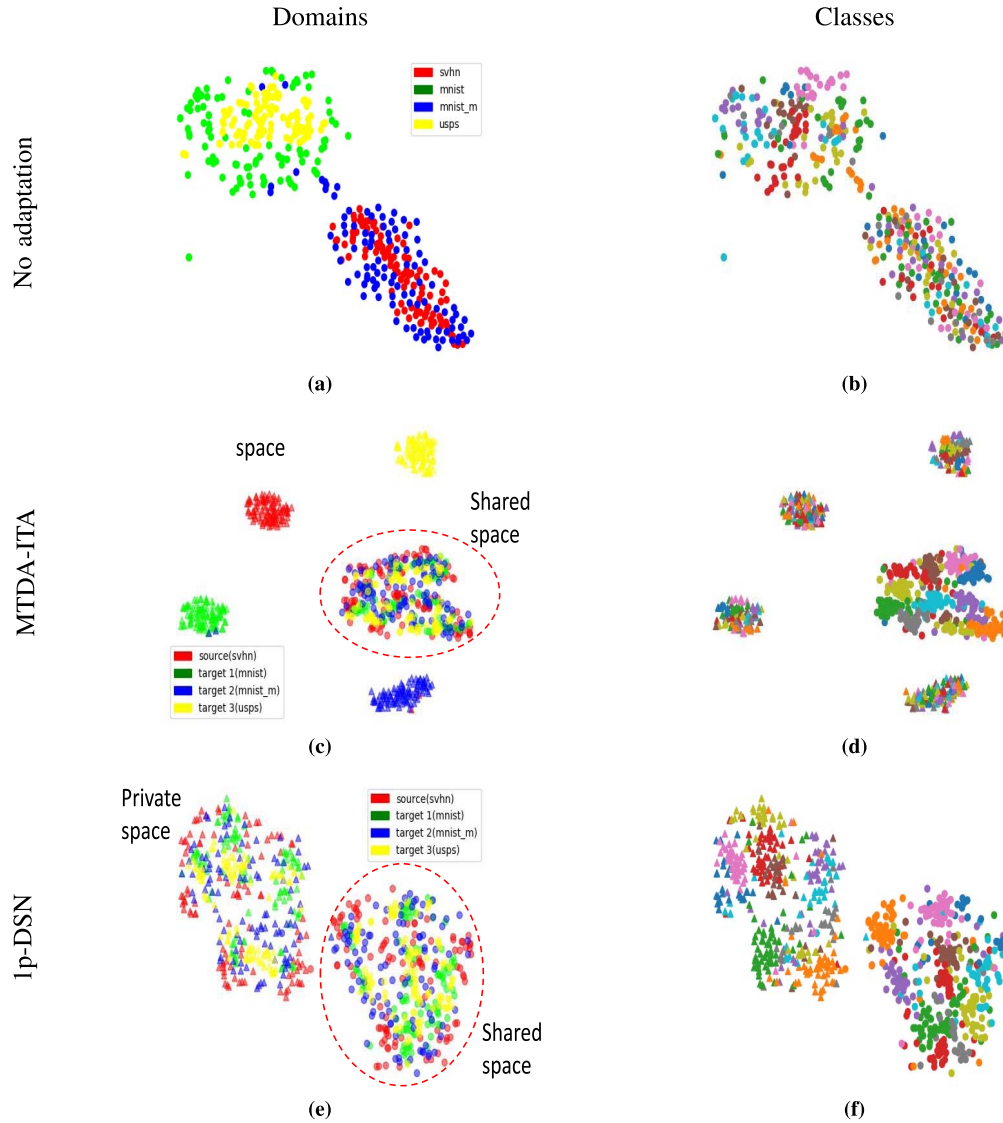 Domains
Classes
No adaptation
svhn
mnist
mnist_m
usps
(a)
(b)
MTDA-ITA
space
Shared
space
source(svhn)
target 1(mnist)
target 2(mnist_m)
target 3(usps)
(c)
(d)
1p-DSN
Private
space
source(svhn)
target 1(mnist)
target 2(mnist_m)
target 3(usps)
Shared
space
(e)
(f)